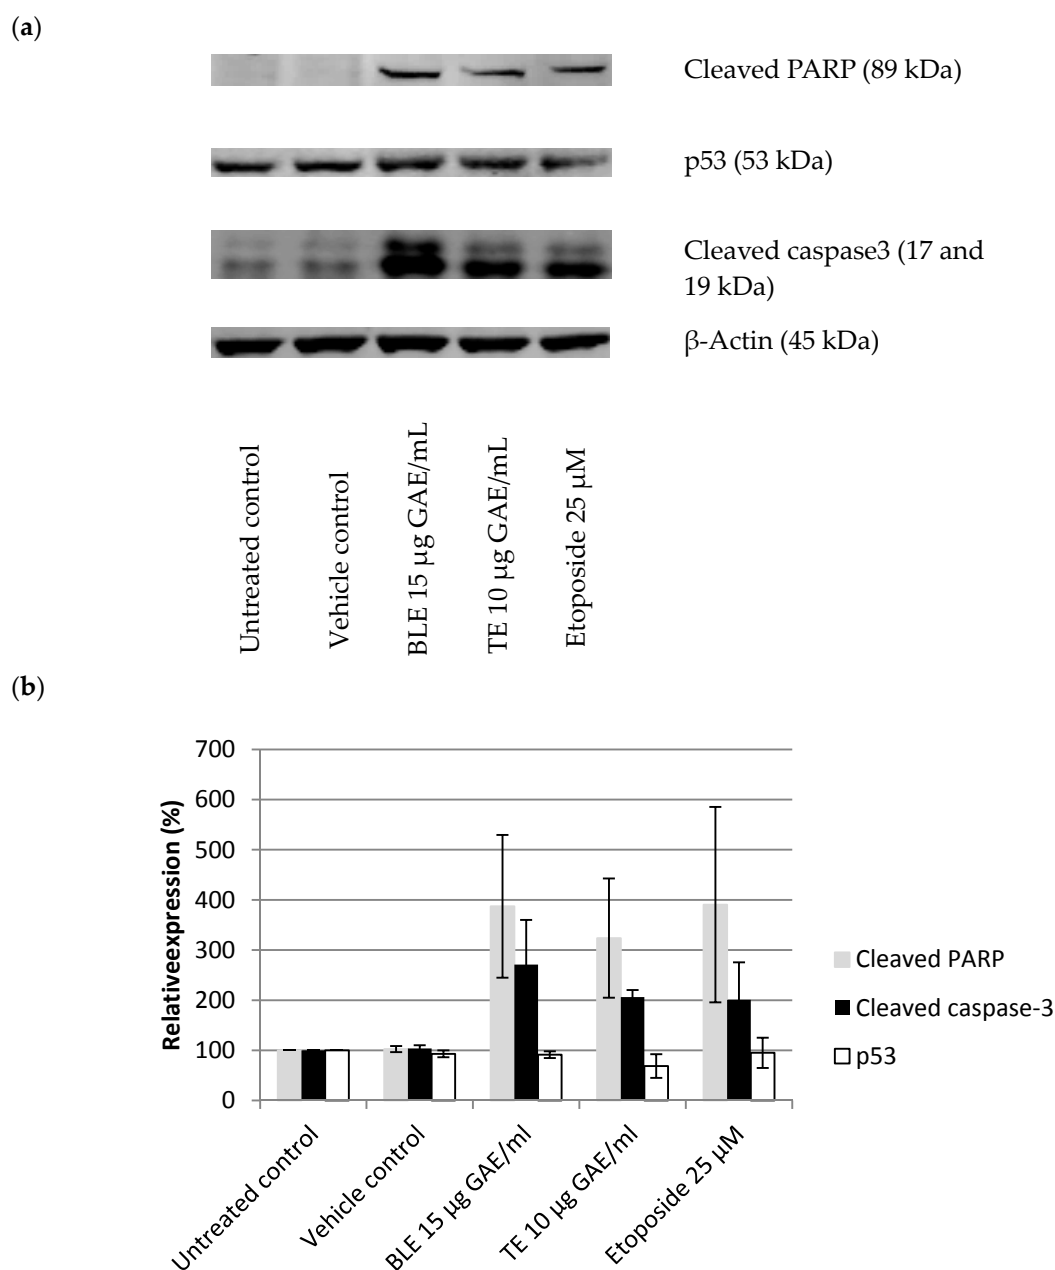 (a)
Cleaved PARP (89 kDa)
p53 (53 kDa)
Cleaved caspase3 (17 and
19 kDa)
β-Actin (45 kDa)
Untreated control
Vehicle control
BLE 15 µg GAE/mL
TE 10 µg GAE/mL
Etoposide 25 µM
(b)
Relativeexpression (%)
700
600
500
400
300
200
100
0
Untreated control
Vehicle control
BLE 15 µg GAE/ml
TE 10 µg GAE/ml
Etoposide 25 µM
Cleaved PARP
Cleaved caspase-3
p53